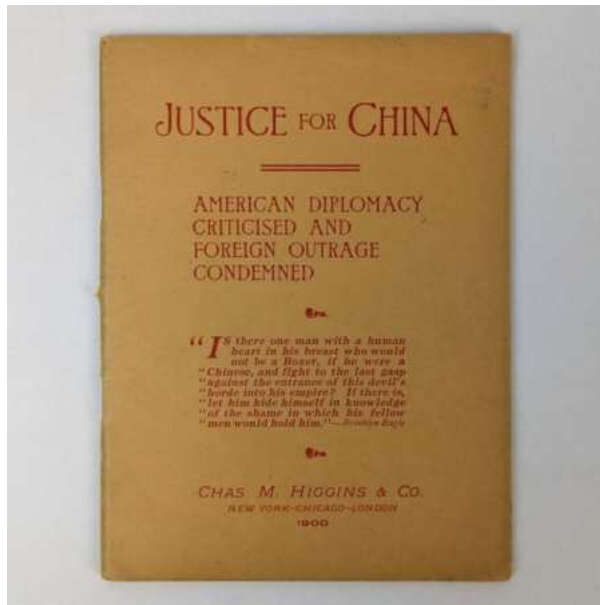 JUSTICE FOR CHINA
AMERICAN DIPLOMACY
CRITICISED AND
FOREIGN OUTRAGE
CONDEMNED
"IS there one man with a human
heart in his breast who would
not be a Boxer, if he were a
"Chinese, and fight to the last gasp
"against the entrance of this devil's
"horde into his empire? If there is,
"let him hide himself in knowledge
"of the shame in which his fellow
"men would hold him."—Brooklyn Eagle
CHAS M. HIGGINS & CO.
NEW YORK-CHICAGO-LONDON
1900